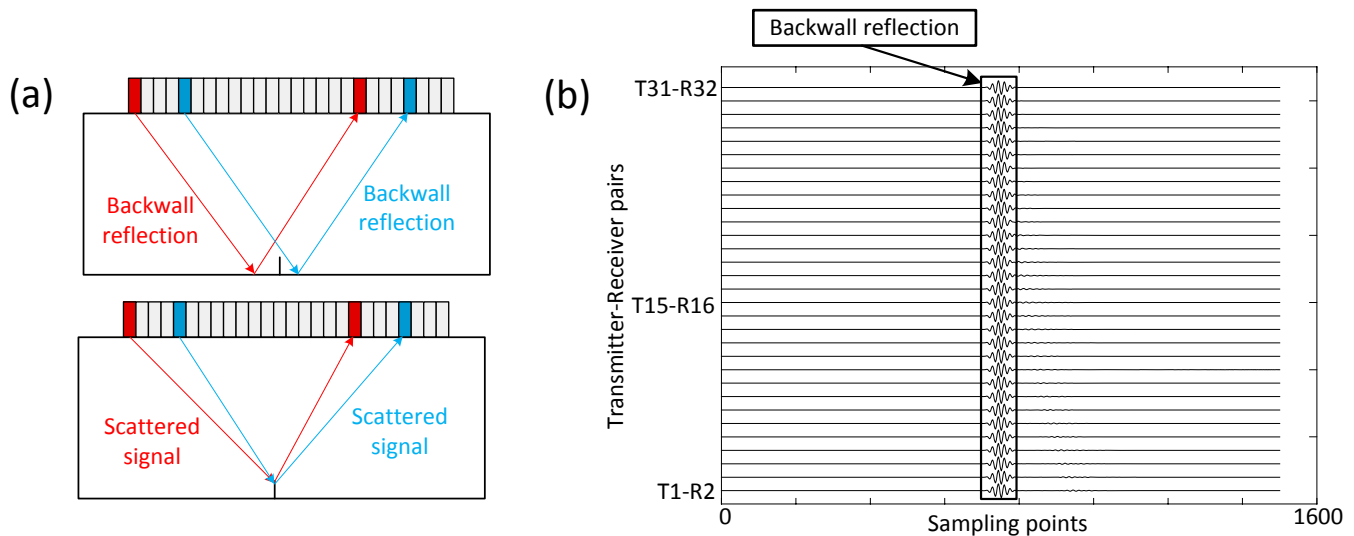 (a)
Backwall
reflection
Backwall
reflection
Scattered
signal
Scattered
signal
(b)
Backwall reflection
T31-R32
T15-R16
T1-R2
Transmitter-Receiver pairs
0
1600
Sampling points